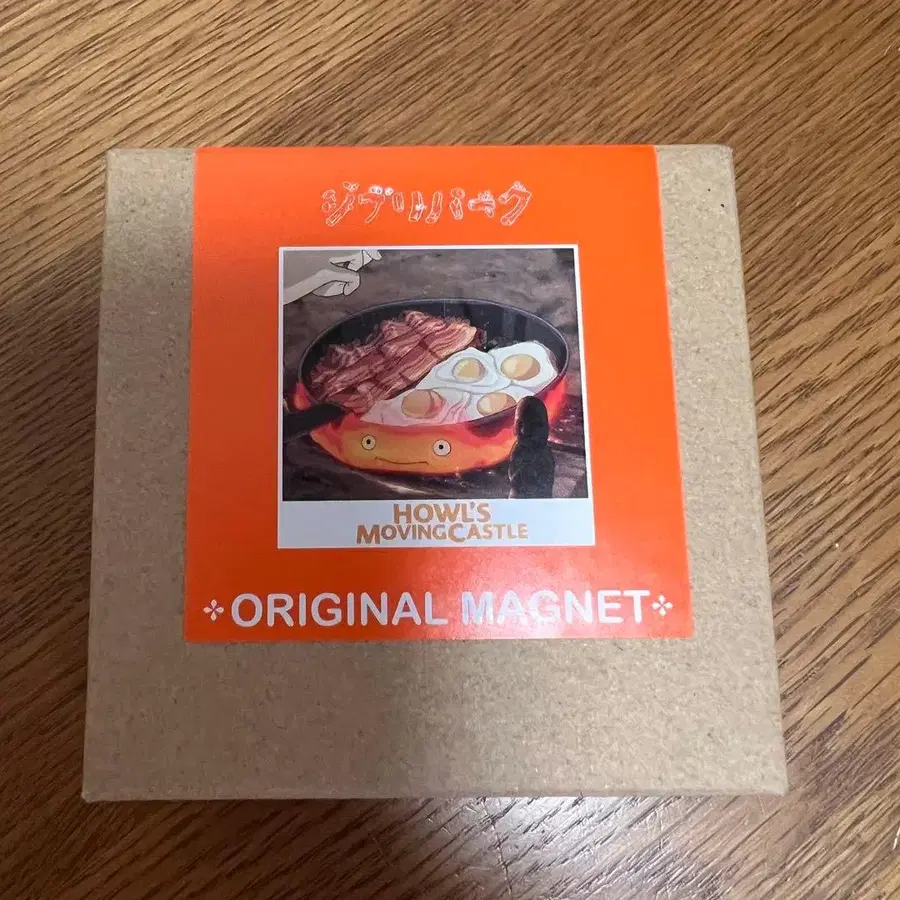 ジブリパーク
HOWL'S
MOVINGCASTLE
ORIGINAL MAGNET